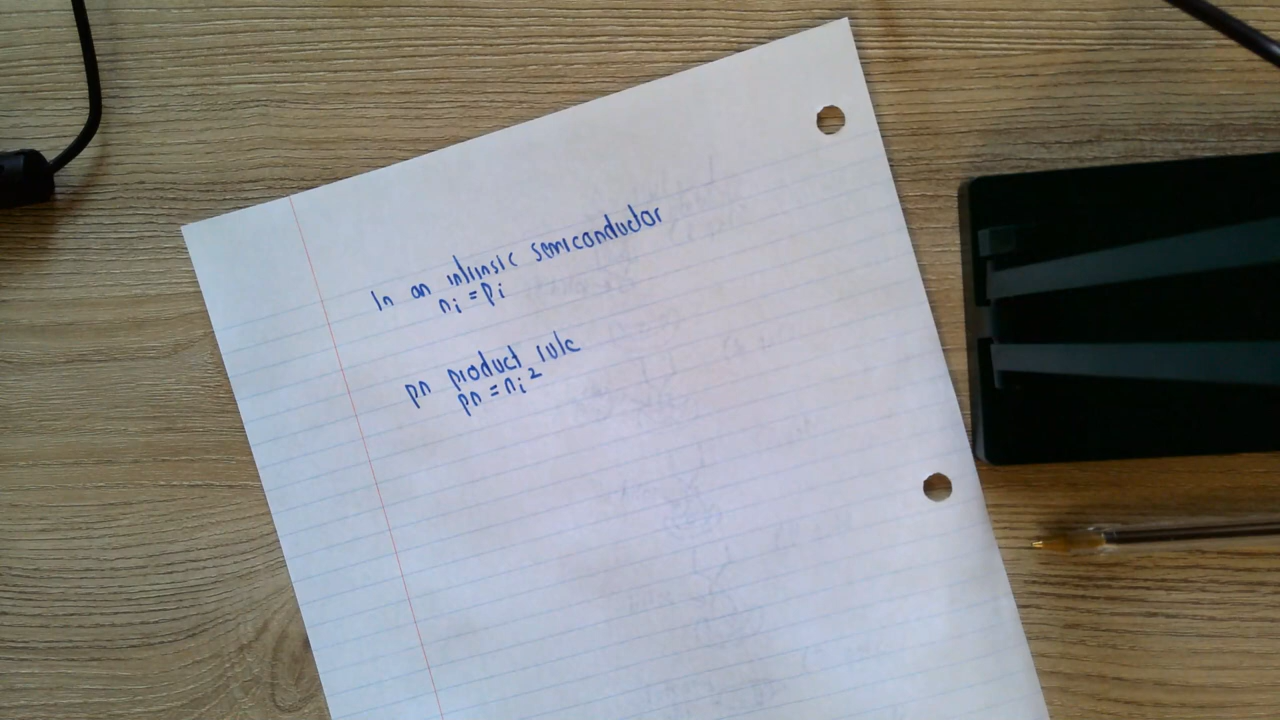 In an intrinsic semiconductor
nᵢ = pᵢ
pn product rule
pn = nᵢ²